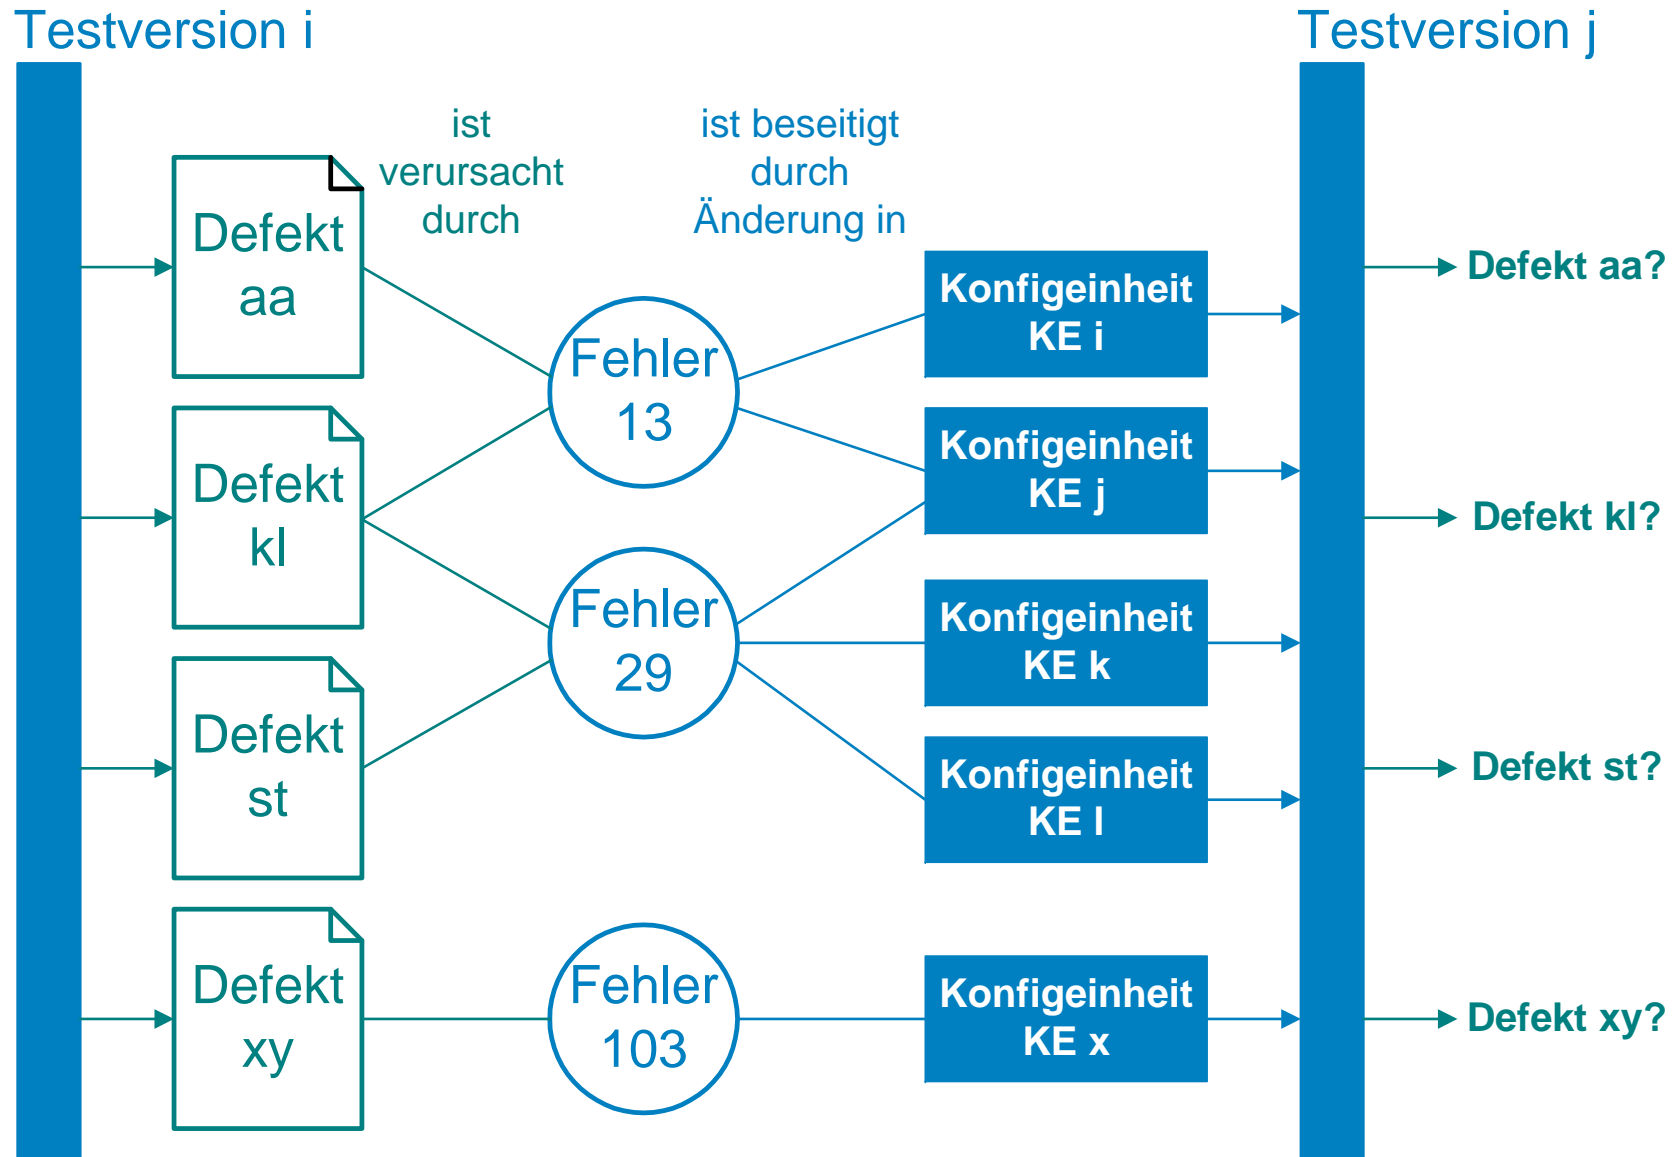 Testversion i
Testversion j
ist
verursacht
durch
ist beseitigt
durch
Änderung in
Defekt
aa
Defekt
kl
Defekt
st
Defekt
xy
Fehler
13
Fehler
29
Fehler
103
Konfigeinheit
KE i
Konfigeinheit
KE j
Konfigeinheit
KE k
Konfigeinheit
KE l
Konfigeinheit
KE x
Defekt aa?
Defekt kl?
Defekt st?
Defekt xy?